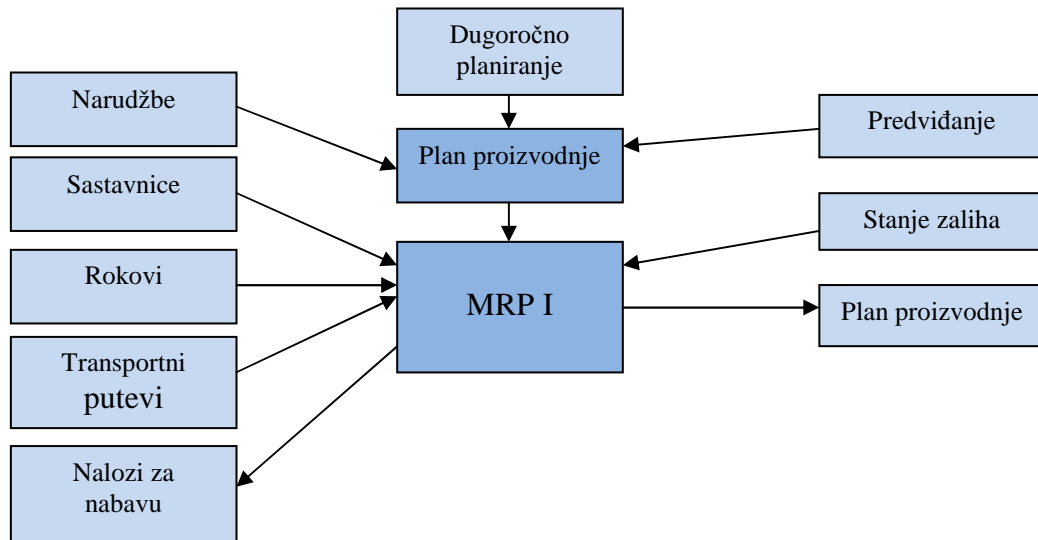 Dugoročno
planiranje
Narudžbe
Plan proizvodnje
Predviđanje
Sastavnice
Stanje zaliha
Rokovi
MRP I
Plan proizvodnje
Transportni
putevi
Nalozi za
nabavu